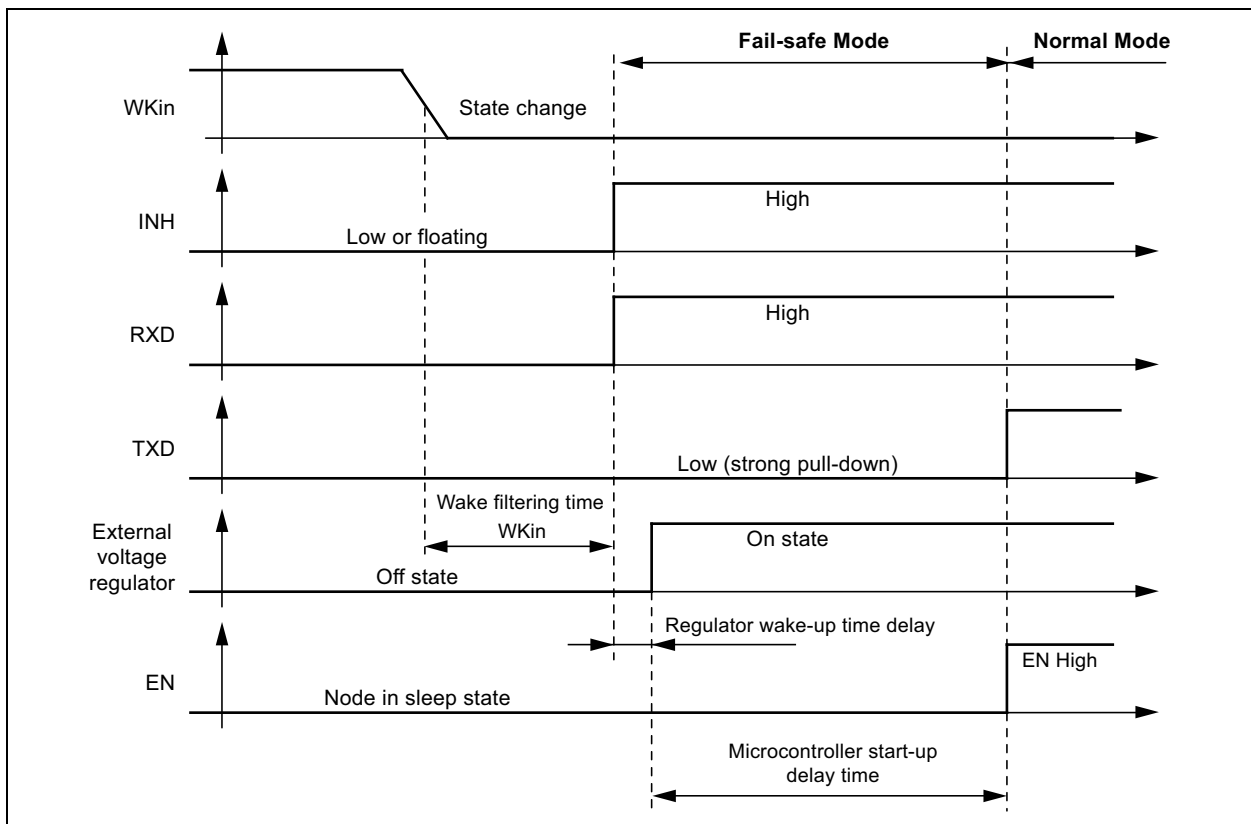 Fail-safe Mode
Normal Mode
WKin
State change
INH
High
Low or floating
RXD
High
TXD
Low (strong pull-down)
Wake filtering time
WKin
External
voltage
regulator
On state
Off state
Regulator wake-up time delay
EN
EN High
Node in sleep state
Microcontroller start-up
delay time